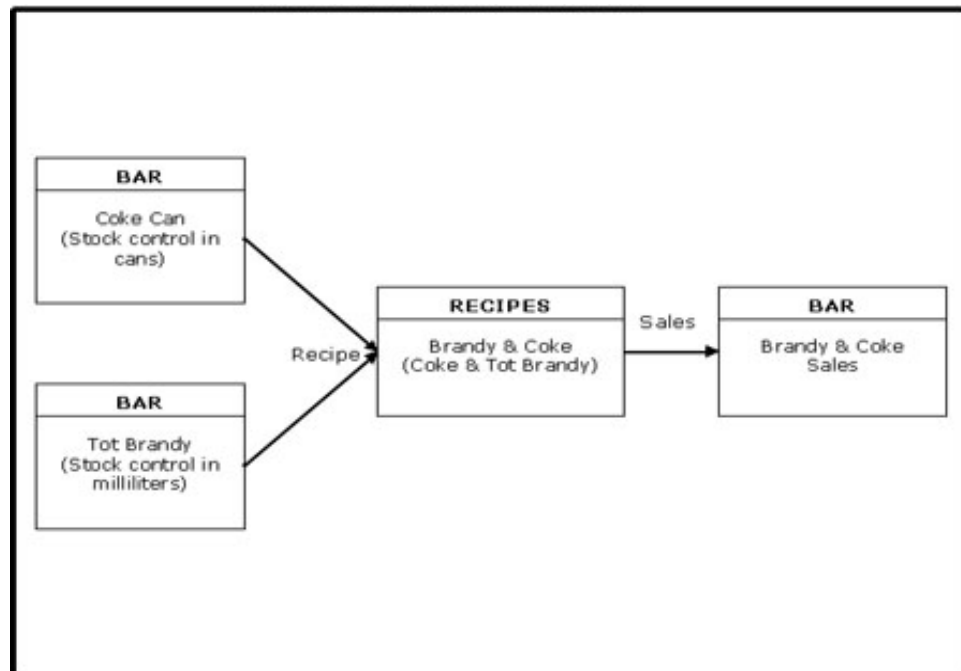 BAR
Coke Can
(Stock control in
cans)
BAR
Tot Brandy
(Stock control in
milliliters)
Recipe
RECIPES
Brandy & Coke
(Coke & Tot Brandy)
Sales
BAR
Brandy & Coke
Sales